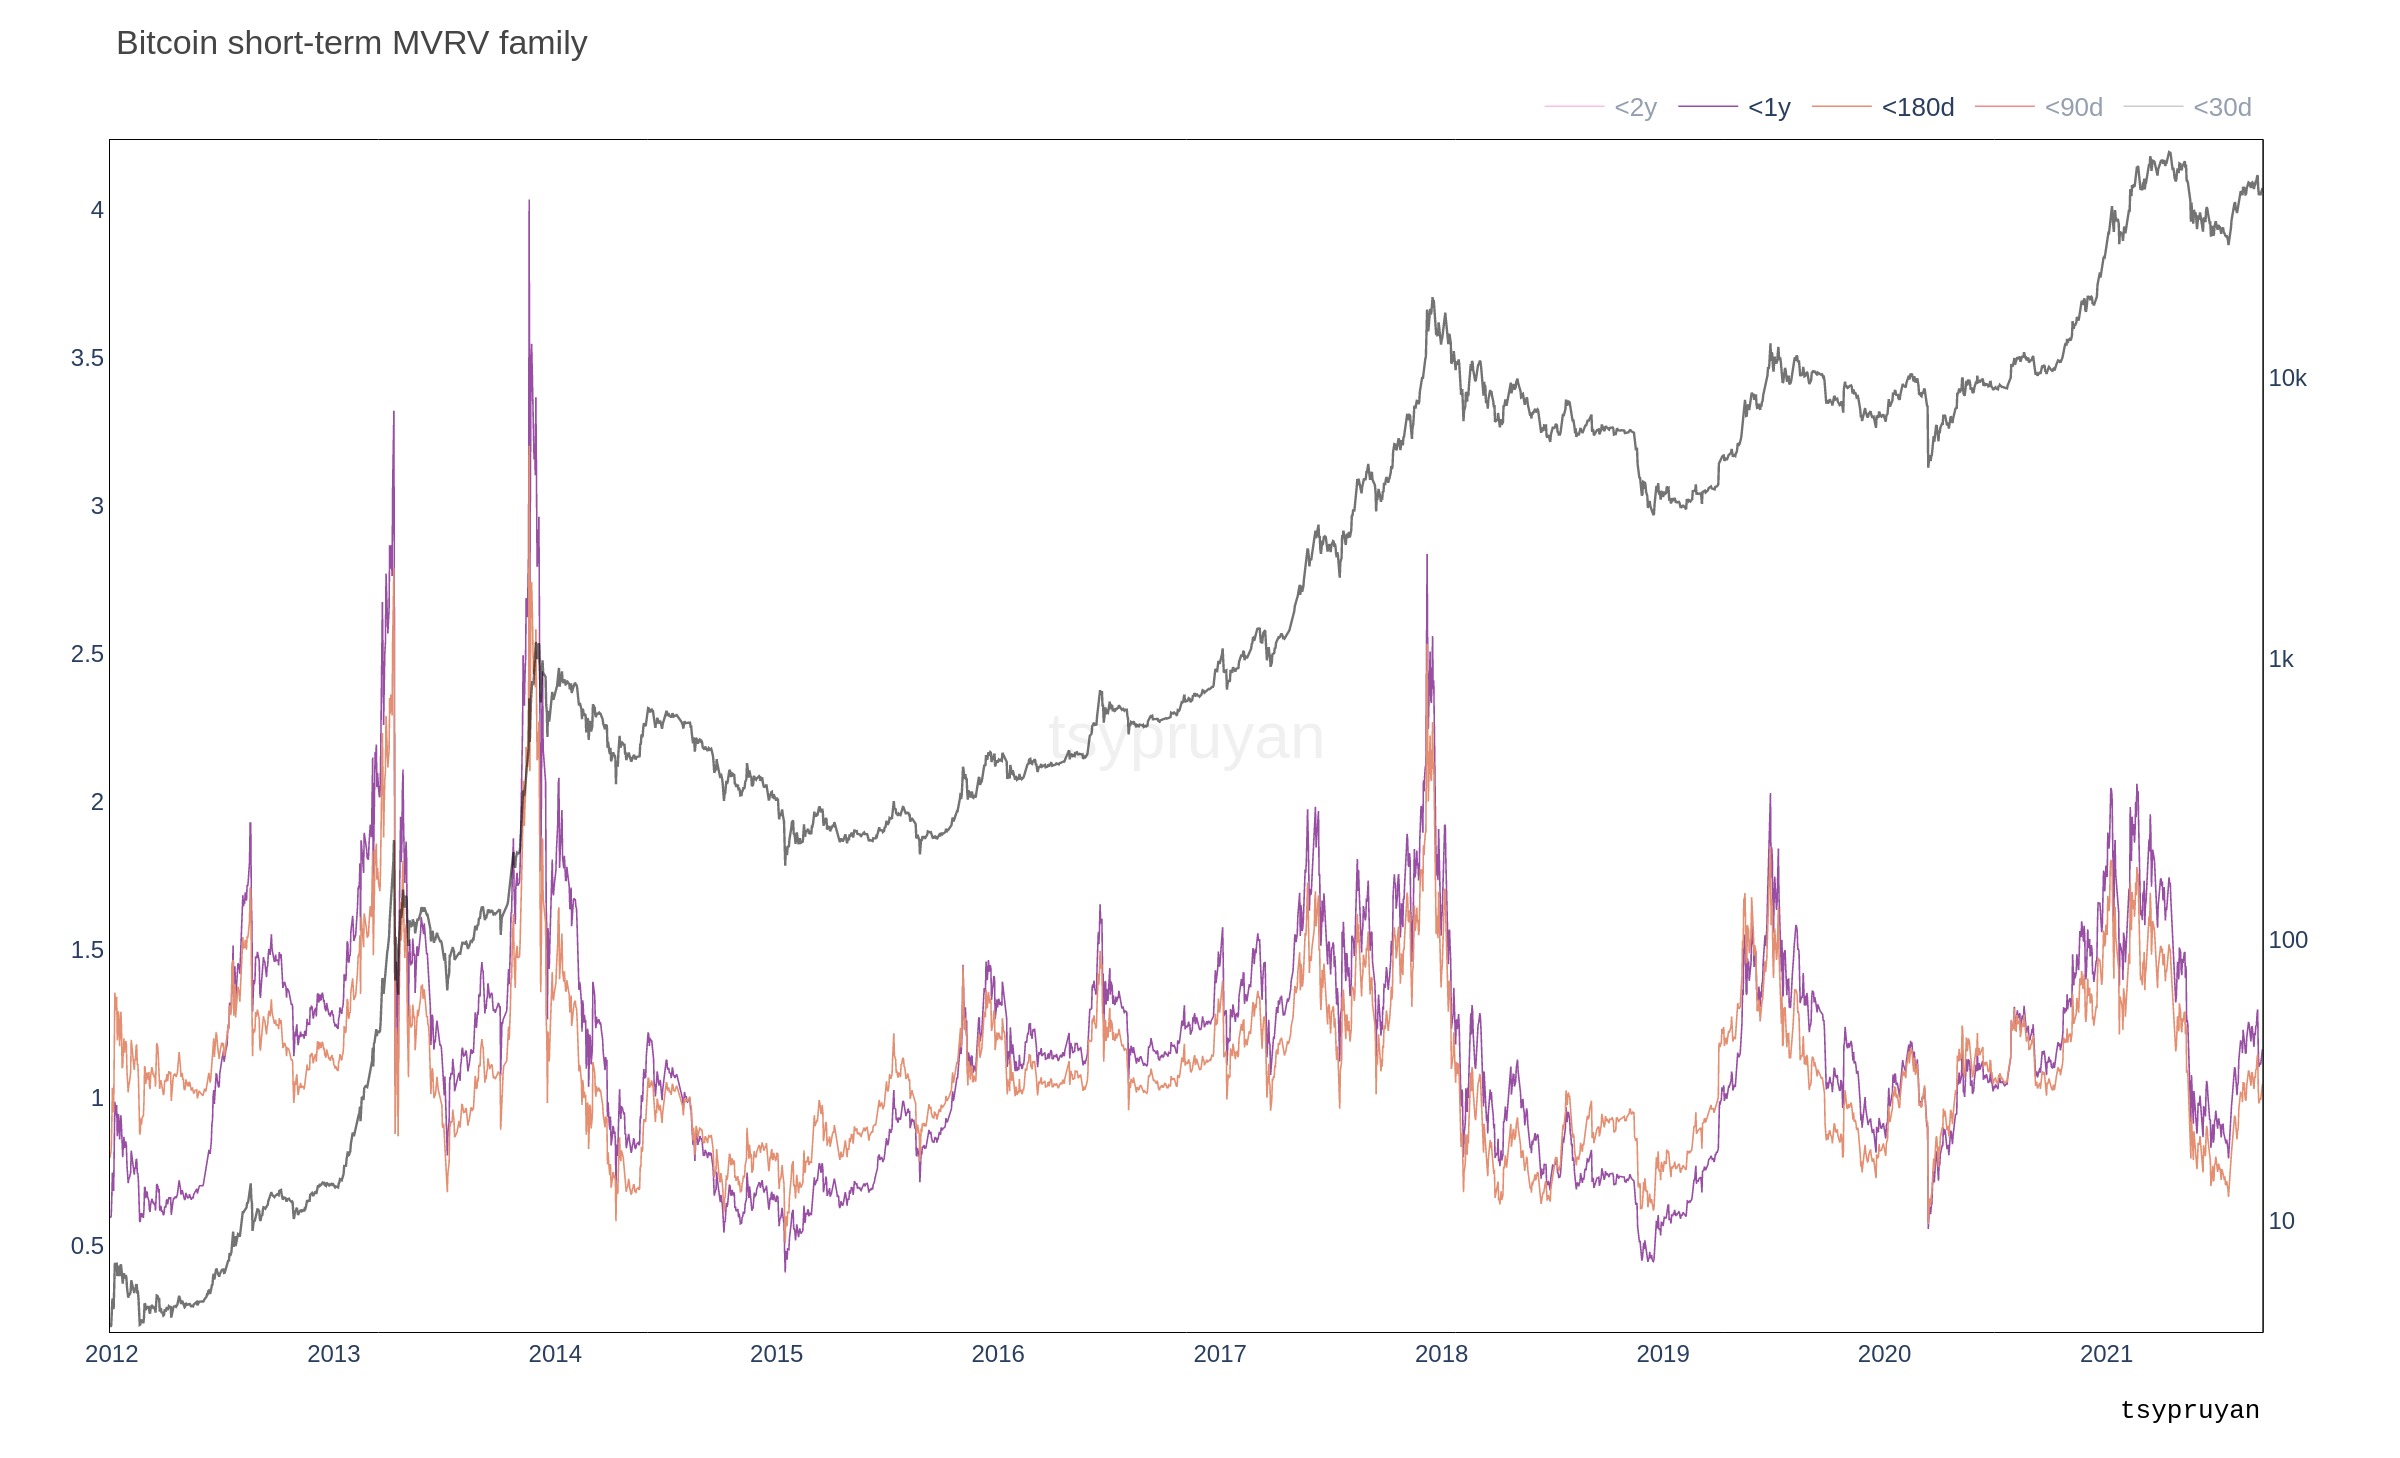 Bitcoin short-term MVRV family
<2y <1y <180d <90d <30d
4
3.5
10k
3
2.5
1k
tsypruyan
2
1.5
100
1
10
0.5
2012 2013 2014 2015 2016 2017 2018 2019 2020 2021
tsypruyan